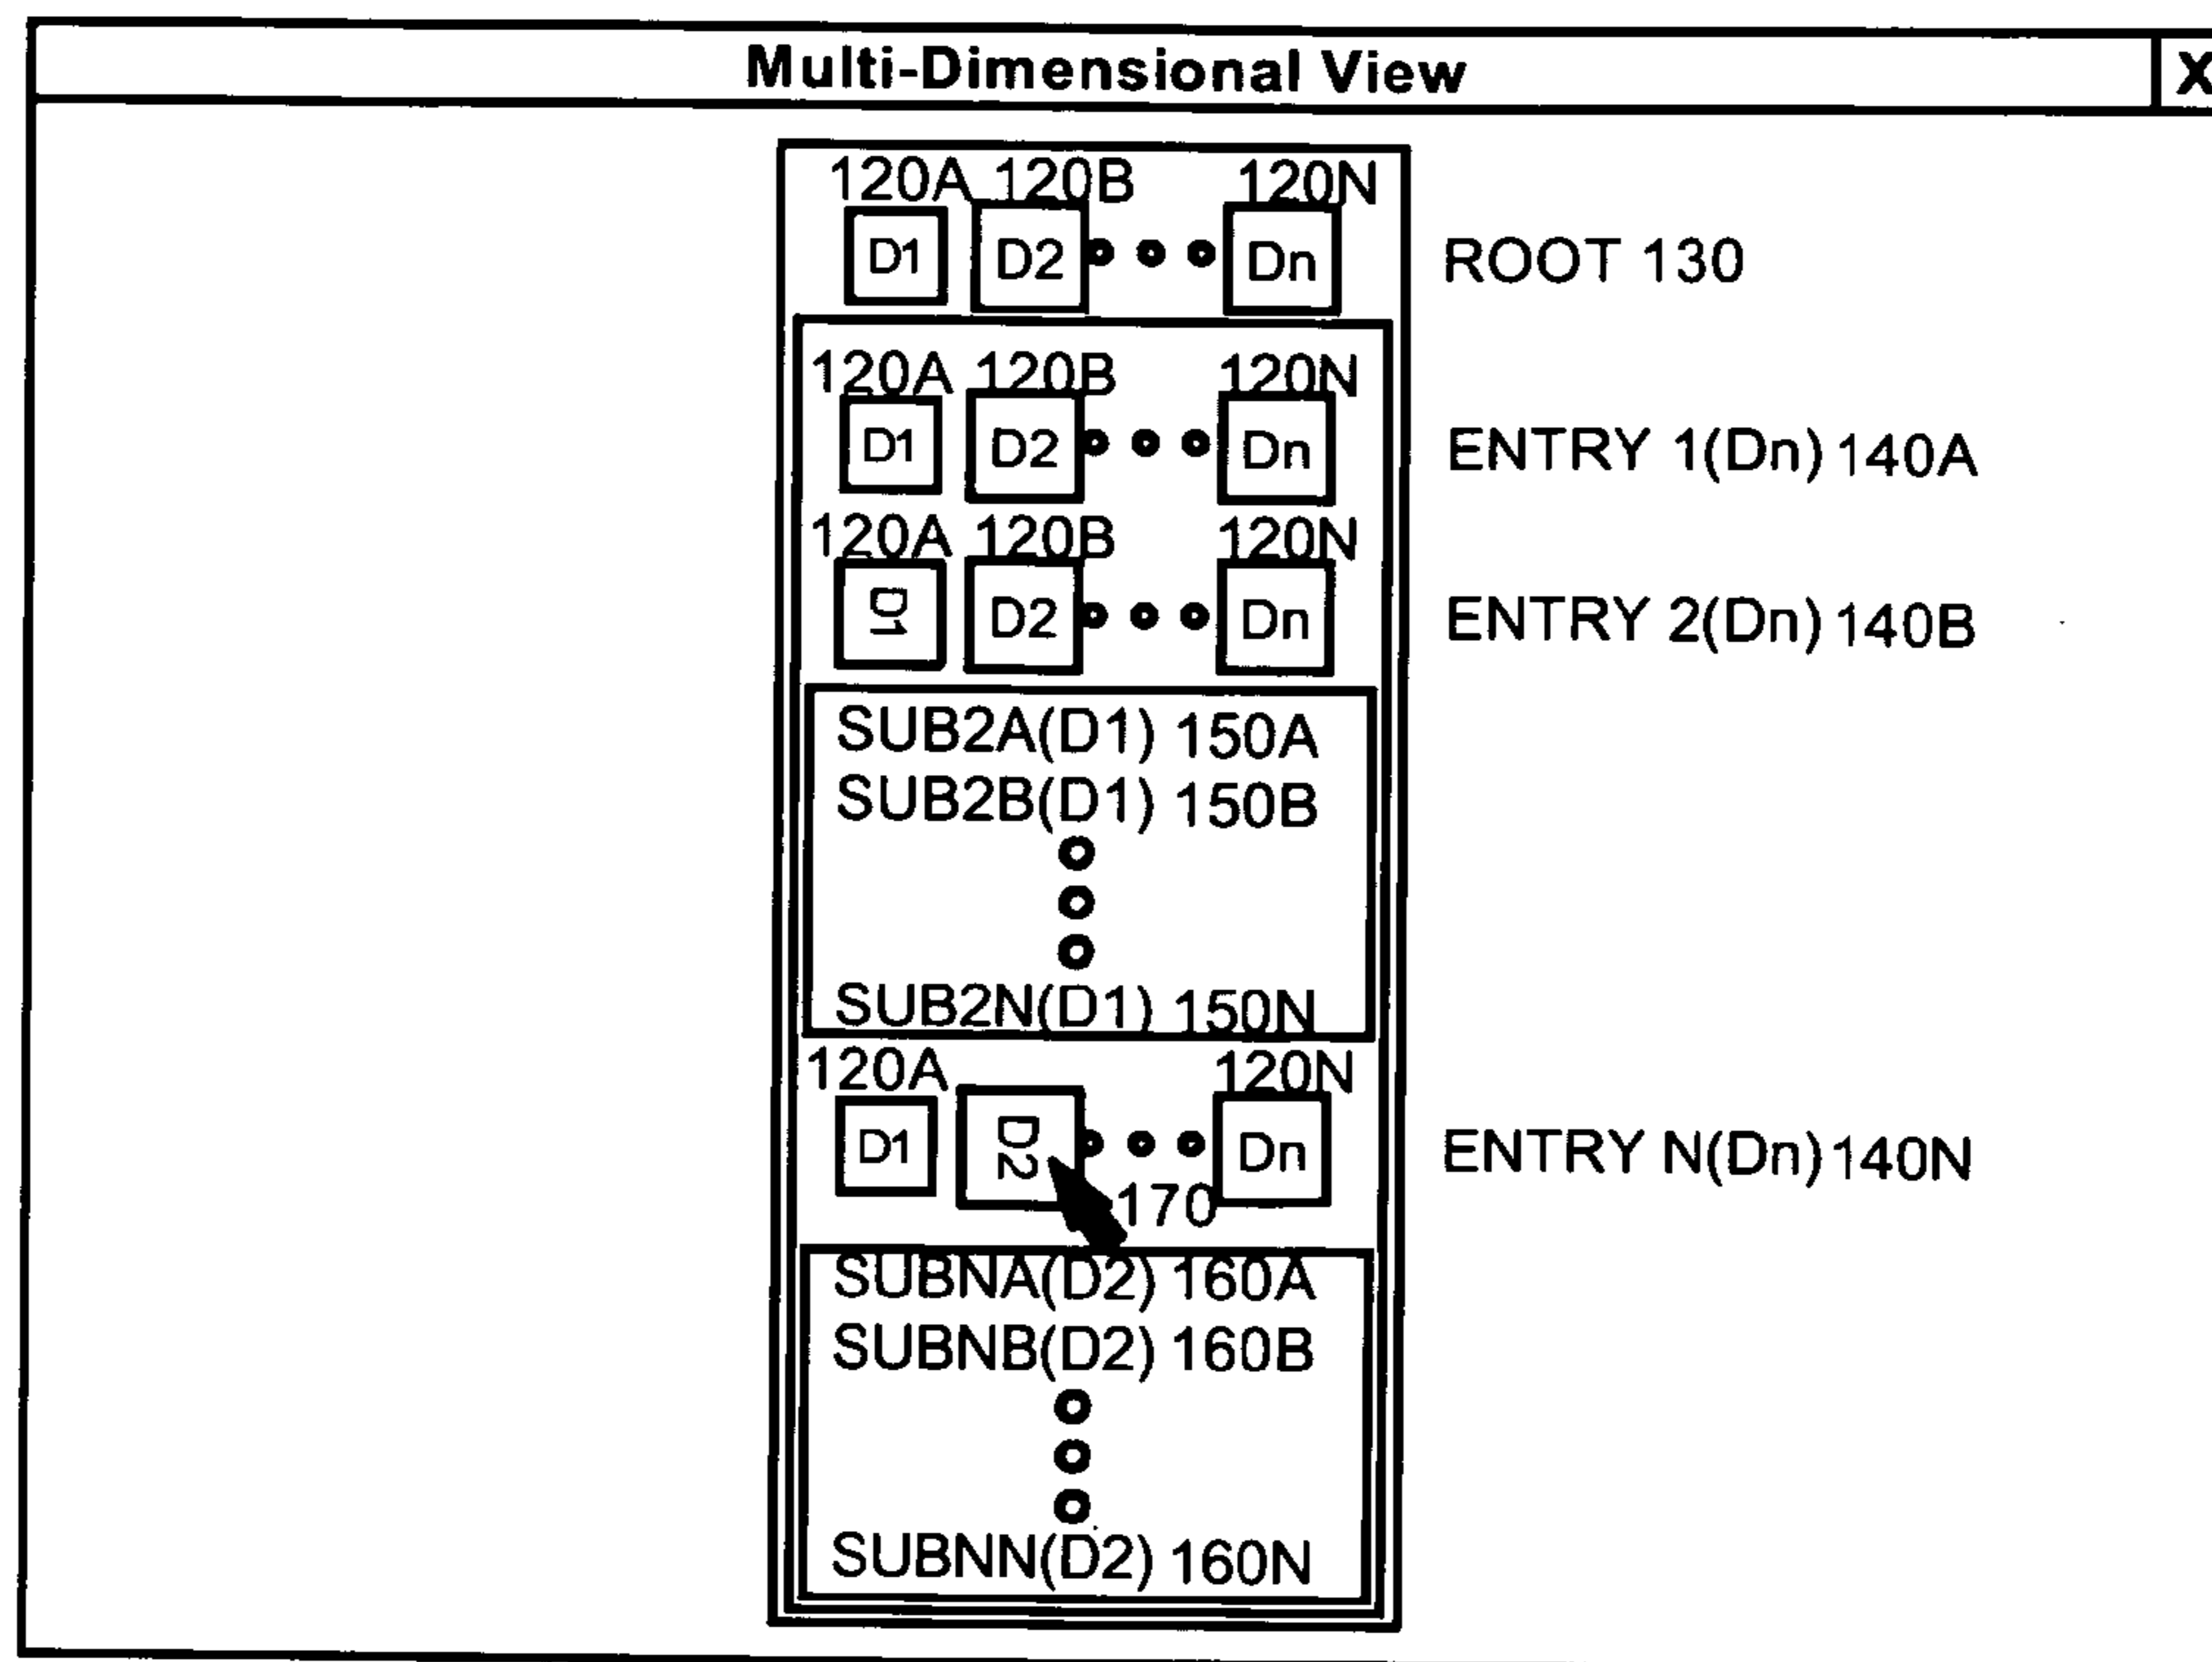 Multi-Dimensional View X
120A 120B 120N
D1 D2 Dn ROOT 130
120A 120B 120N
D1 D2 Dn ENTRY 1(Dn) 140A
120A 120B 120N
D1 D2 Dn ENTRY 2(Dn) 140B
SUB2A(D1) 150A
SUB2B(D1) 150B
SUB2N(D1) 150N
120A 120N
D1 D2 Dn ENTRY N(Dn) 140N
170
SUBNA(D2) 160A
SUBNB(D2) 160B
SUBNN(D2) 160N